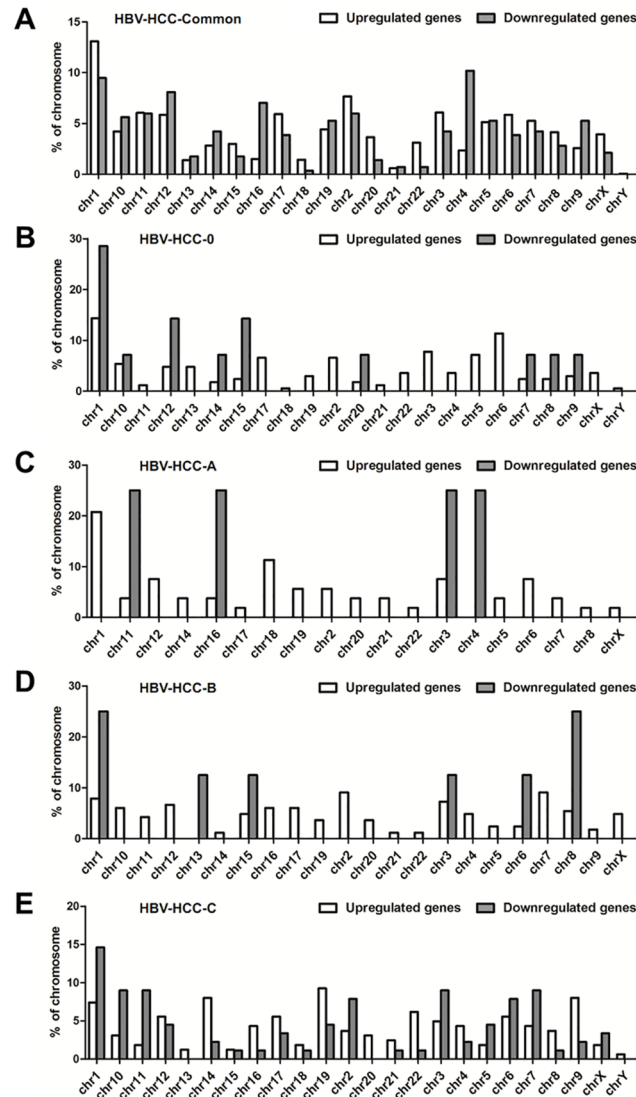 A
HBV-HCC-Common
Upregulated genes
Downregulated genes
% of chromosome
15
10
5
0
chr1 chr10 chr11 chr12 chr13 chr14 chr15 chr16 chr17 chr18 chr19 chr2 chr20 chr21 chr22 chr3 chr4 chr5 chr6 chr7 chr8 chr9 chrX chrY
B
HBV-HCC-0
Upregulated genes
Downregulated genes
% of chromosome
30
20
10
0
chr1 chr10 chr11 chr12 chr13 chr14 chr15 chr17 chr18 chr19 chr2 chr20 chr21 chr22 chr3 chr4 chr5 chr6 chr7 chr8 chr9 chrX chrY
C
HBV-HCC-A
Upregulated genes
Downregulated genes
% of chromosome
30
20
10
0
chr1 chr11 chr12 chr14 chr16 chr17 chr18 chr19 chr2 chr20 chr21 chr22 chr3 chr4 chr5 chr6 chr7 chr8 chrX
D
HBV-HCC-B
Upregulated genes
Downregulated genes
% of chromosome
30
20
10
0
chr1 chr10 chr11 chr12 chr13 chr14 chr15 chr16 chr17 chr19 chr2 chr20 chr21 chr22 chr3 chr4 chr5 chr6 chr7 chr8 chr9 chrX
E
HBV-HCC-C
Upregulated genes
Downregulated genes
% of chromosome
20
15
10
5
0
chr1 chr10 chr11 chr12 chr13 chr14 chr15 chr16 chr17 chr18 chr19 chr2 chr20 chr21 chr22 chr3 chr4 chr5 chr6 chr7 chr8 chr9 chrX chrY